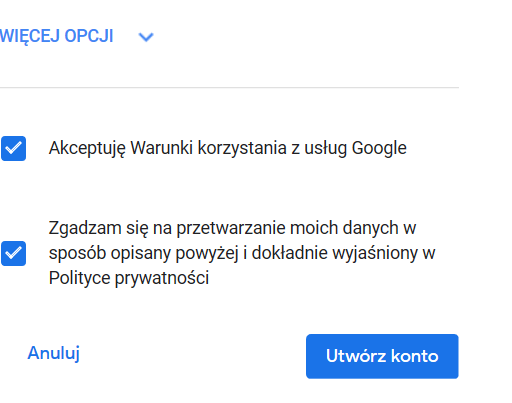 WIĘCEJ OPCJI
Akceptuję Warunki korzystania z usług Google
Zgadzam się na przetwarzanie moich danych w
sposób opisany powyżej i dokładnie wyjaśniony w
Polityce prywatności
Anuluj
Utwórz konto